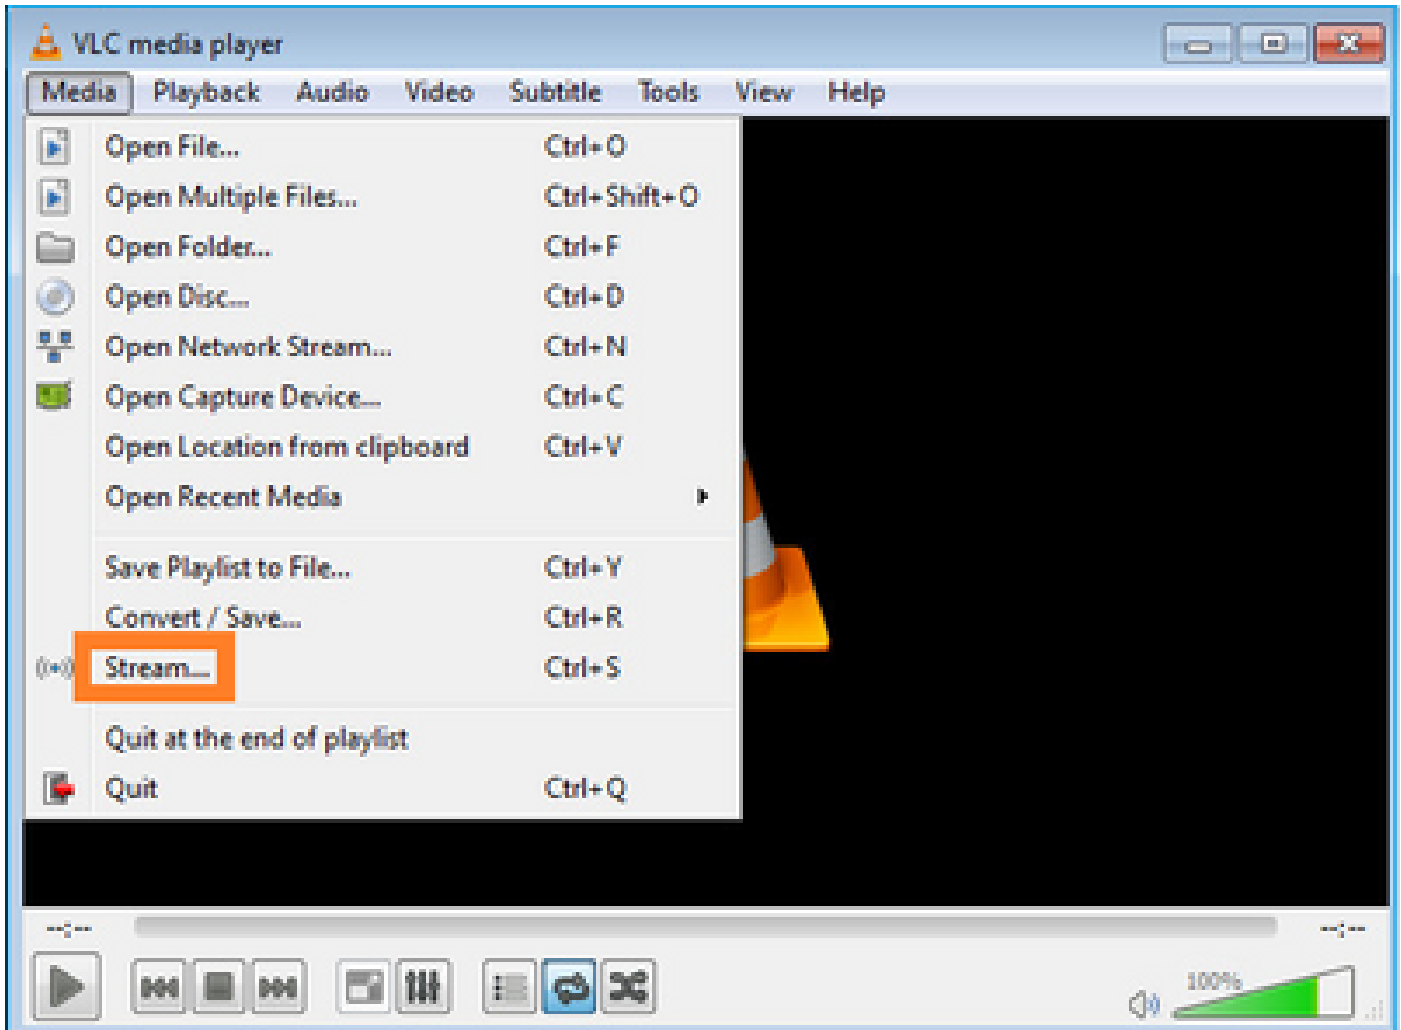 VLC media player
Media Playback Audio Video Subtitle Tools View Help
Open File... Ctrl+O
Open Multiple Files... Ctrl+Shift+O
Open Folder... Ctrl+F
Open Disc... Ctrl+D
Open Network Stream... Ctrl+N
Open Capture Device... Ctrl+C
Open Location from clipboard Ctrl+V
Open Recent Media
Save Playlist to File... Ctrl+Y
Convert / Save... Ctrl+R
Stream... Ctrl+S
Quit at the end of playlist
Quit Ctrl+Q
--:-- --:--
100%